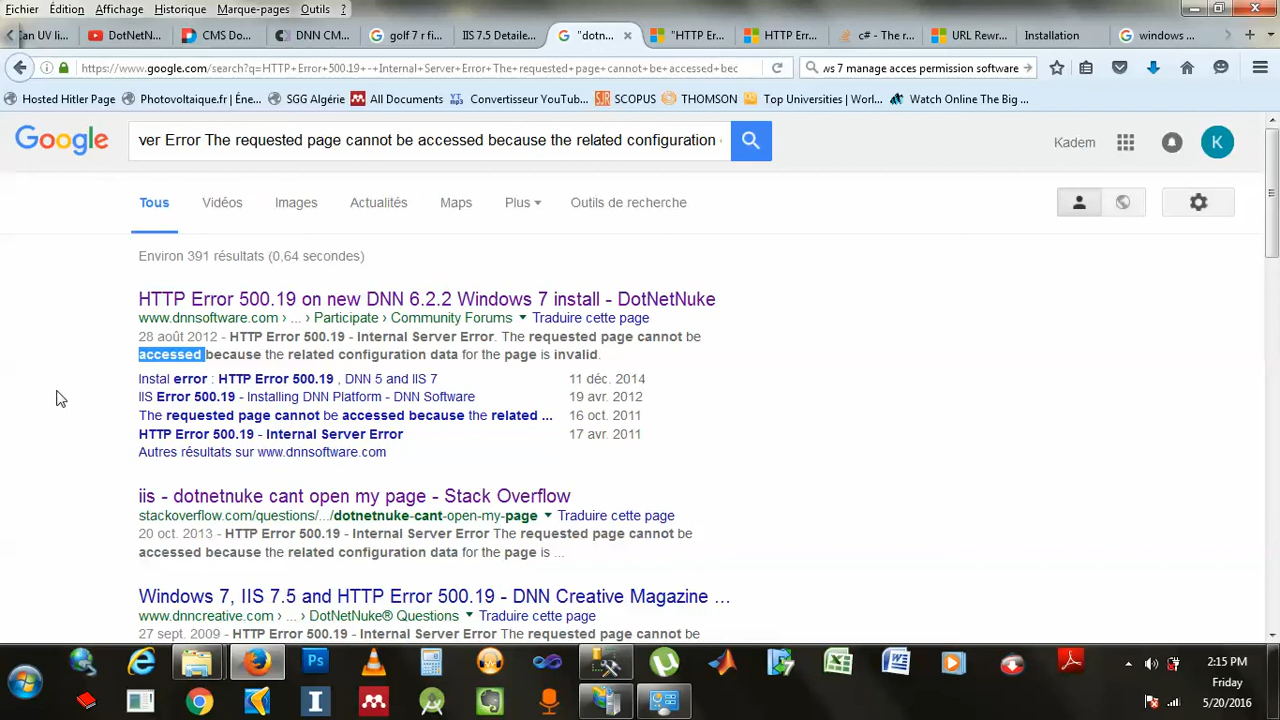 Fichier Édition Affichage Historique Marque-pages Outils ?
an UV li... DotNetN... CMS Do... DNN CM... golf 7 r fi... IIS 7.5 Detaile... "dotn... "HTTP Er... HTTP Err... c# - The r... URL Rewr... Installation windows ...
https://www.google.com/search?q=HTTP+Error+500.19+-+Internal+Server+Error+The+requested+page+cannot+be+accessed+bec
ws 7 manage acces permission software
Hosted Hitler Page Photovoltaique.fr | Éne... SGG Algérie All Documents Convertisseur YouTub... SCOPUS THOMSON Top Universities | Worl... Watch Online The Big ...
Google
ver Error The requested page cannot be accessed because the related configuration
Kadem
K
Tous Vidéos Images Actualités Maps Plus Outils de recherche
Environ 391 résultats (0,64 secondes)
HTTP Error 500.19 on new DNN 6.2.2 Windows 7 install - DotNetNuke
www.dnnsoftware.com › ... › Participate › Community Forums Traduire cette page
28 août 2012 - HTTP Error 500.19 - Internal Server Error. The requested page cannot be
accessed because the related configuration data for the page is invalid.
Instal error : HTTP Error 500.19 , DNN 5 and IIS 7 11 déc. 2014
IIS Error 500.19 - Installing DNN Platform - DNN Software 19 avr. 2012
The requested page cannot be accessed because the related ... 16 oct. 2011
HTTP Error 500.19 - Internal Server Error 17 avr. 2011
Autres résultats sur www.dnnsoftware.com
iis - dotnetnuke cant open my page - Stack Overflow
stackoverflow.com/questions/.../dotnetnuke-cant-open-my-page Traduire cette page
20 oct. 2013 - HTTP Error 500.19 - Internal Server Error The requested page cannot be
accessed because the related configuration data for the page is ...
Windows 7, IIS 7.5 and HTTP Error 500.19 - DNN Creative Magazine ...
www.dnncreative.com › ... › DotNetNuke® Questions Traduire cette page
27 sept. 2009 - HTTP Error 500.19 - Internal Server Error The requested page cannot be
Ps
2:15 PM
Friday
5/20/2016